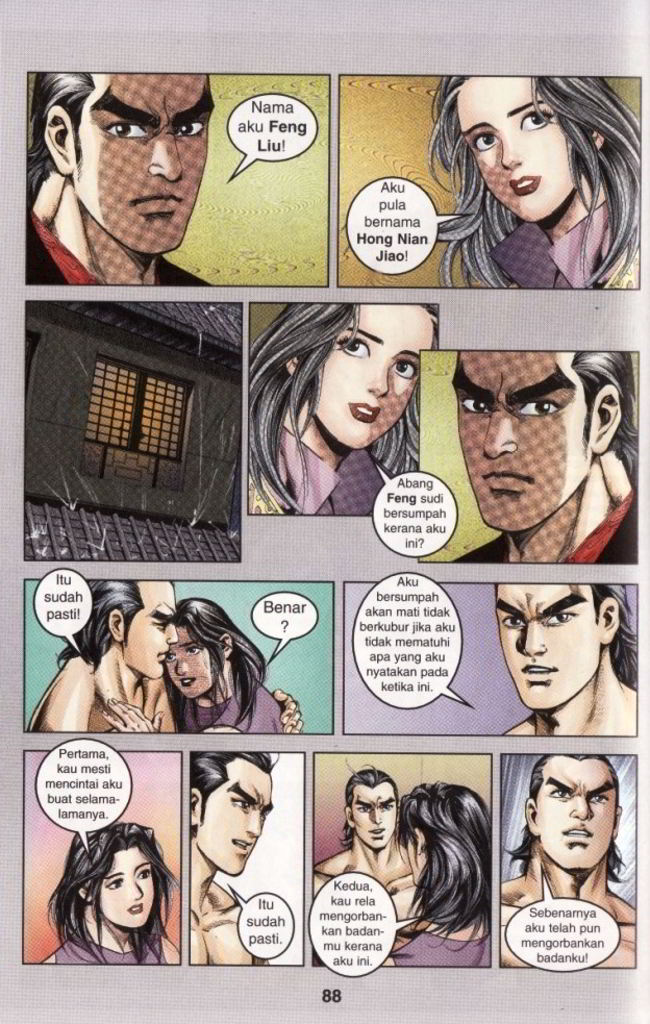 Nama
aku Feng
Liu!
Aku
pula
bernama
Hong Nian
Jiao!
Abang
Feng sudi
bersumpah
kerana aku
ini?
Itu
sudah
pasti!
Benar
?
Aku
bersumpah
akan mati tidak
berkubur jika aku
tidak mematuhi
apa yang aku
nyatakan pada
ketika ini.
Pertama,
kau mesti
mencintai aku
buat selama-
lamanya.
Itu
sudah
pasti.
Kedua,
kau rela
mengorban-
kan badan-
mu kerana
aku ini.
Sebenarnya
aku telah pun
mengorbankan
badanku!
88